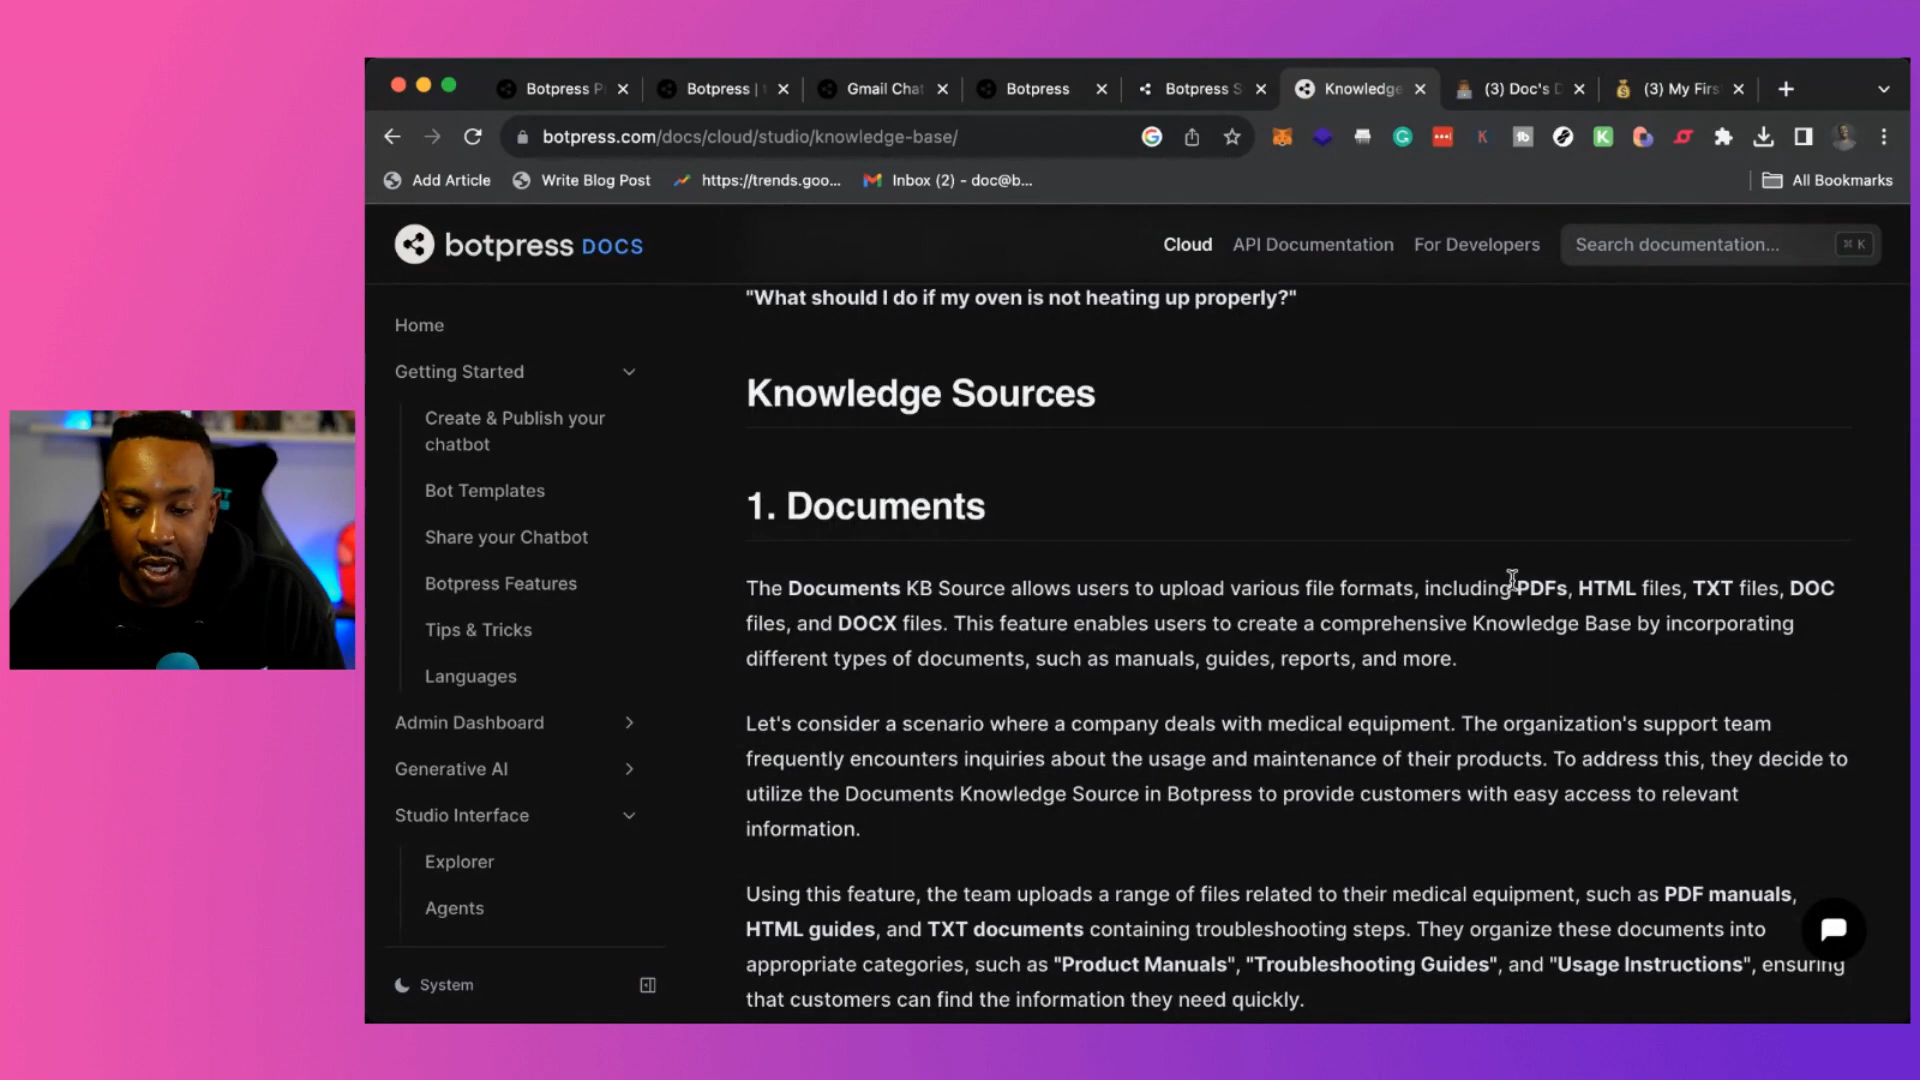 Botpress P
Botpress |
Gmail Chat
Botpress
Botpress S
Knowledge
(3) Doc's D
(3) My Firs
botpress.com/docs/cloud/studio/knowledge-base/
Add Article
Write Blog Post
https://trends.goo...
Inbox (2) - doc@b...
All Bookmarks
botpress DOCS
Cloud
API Documentation
For Developers
Search documentation...
⌘ K
Home
Getting Started
Create & Publish your
chatbot
Bot Templates
Share your Chatbot
Botpress Features
Tips & Tricks
Languages
Admin Dashboard
Generative AI
Studio Interface
Explorer
Agents
System
"What should I do if my oven is not heating up properly?"
Knowledge Sources
1. Documents
The Documents KB Source allows users to upload various file formats, including PDFs, HTML files, TXT files, DOC
files, and DOCX files. This feature enables users to create a comprehensive Knowledge Base by incorporating
different types of documents, such as manuals, guides, reports, and more.
Let's consider a scenario where a company deals with medical equipment. The organization's support team
frequently encounters inquiries about the usage and maintenance of their products. To address this, they decide to
utilize the Documents Knowledge Source in Botpress to provide customers with easy access to relevant
information.
Using this feature, the team uploads a range of files related to their medical equipment, such as PDF manuals,
HTML guides, and TXT documents containing troubleshooting steps. They organize these documents into
appropriate categories, such as "Product Manuals", "Troubleshooting Guides", and "Usage Instructions", ensuring
that customers can find the information they need quickly.